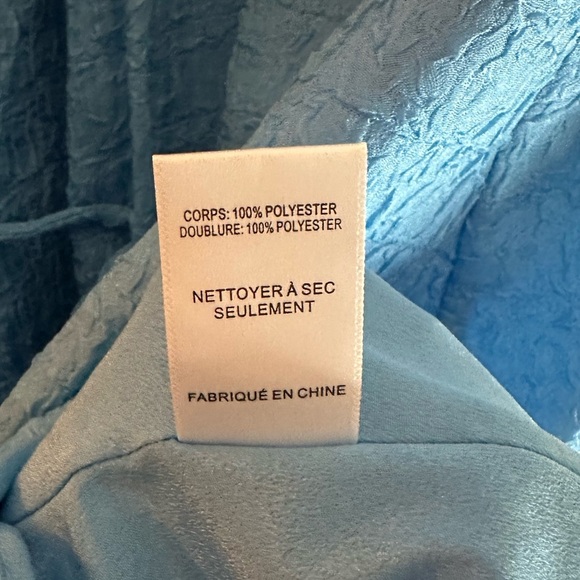 CORPS: 100% POLYESTER
DOUBLURE: 100% POLYESTER
NETTOYER À SEC
SEULEMENT
FABRIQUÉ EN CHINE